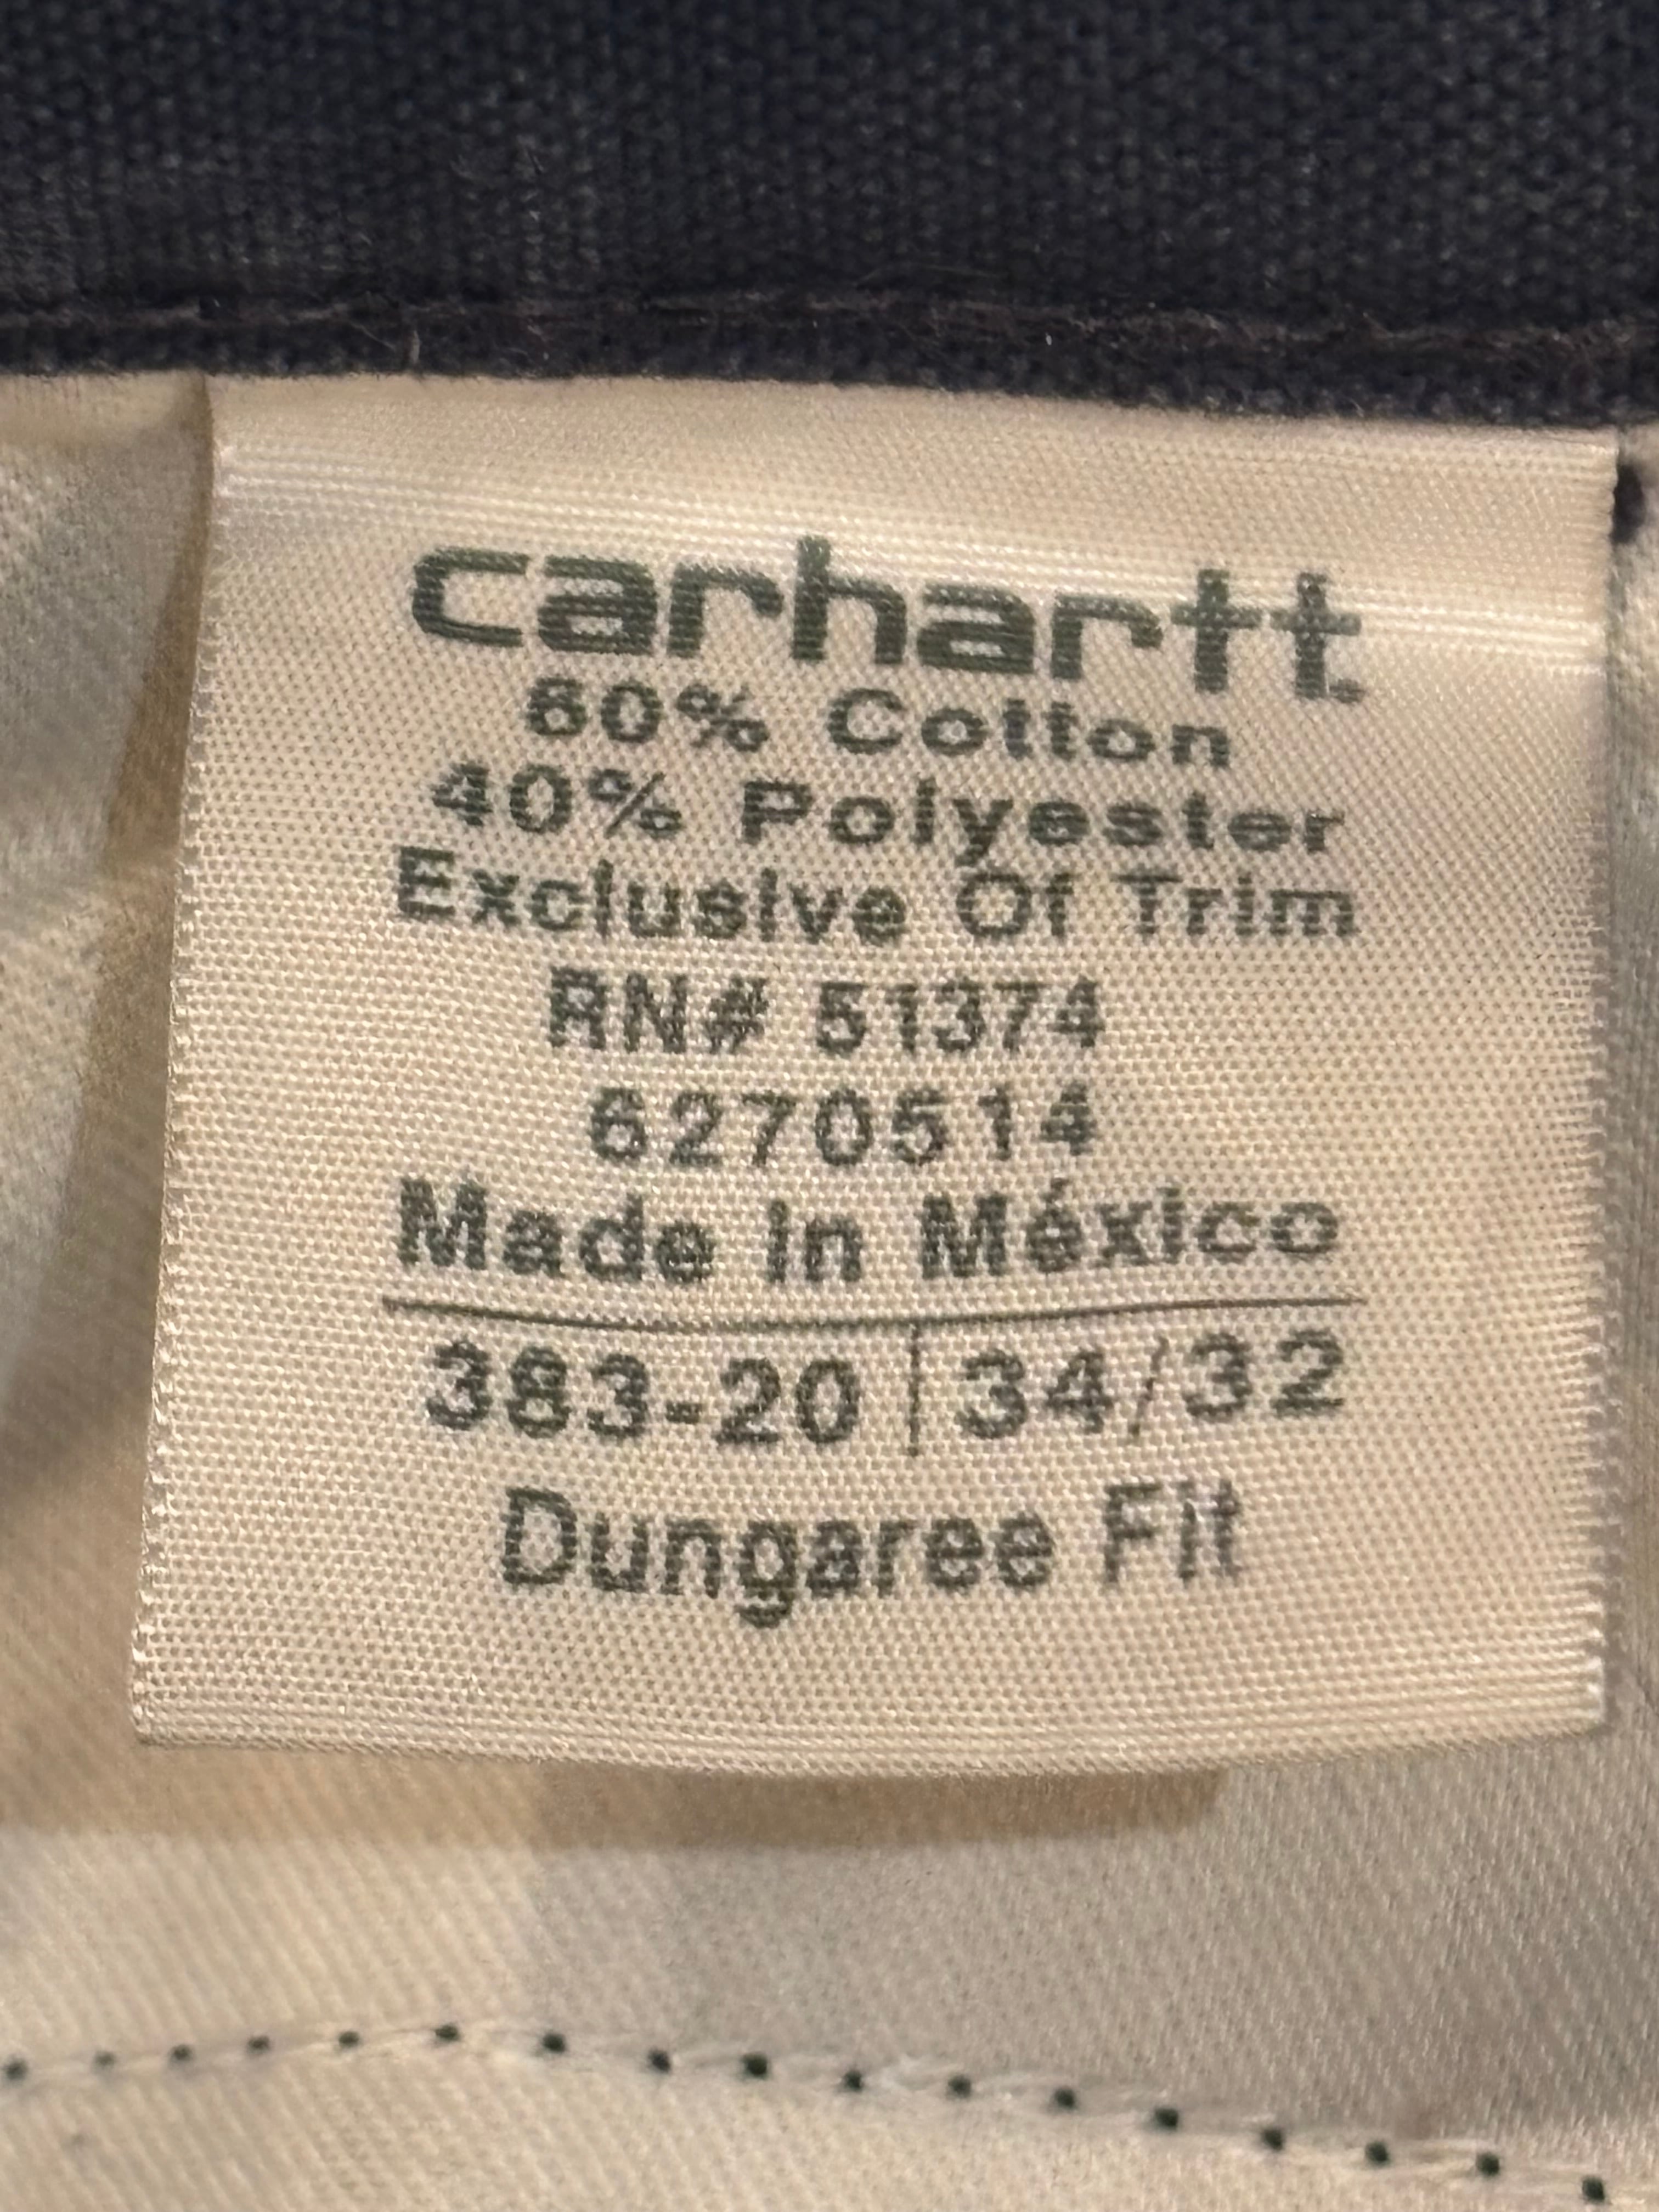 carhartt.
60% Cotton
40% Polyester
Exclusive Of Trim
RN# 51374
6270514
Made in México
383-20 | 34/32
Dungaree Fit